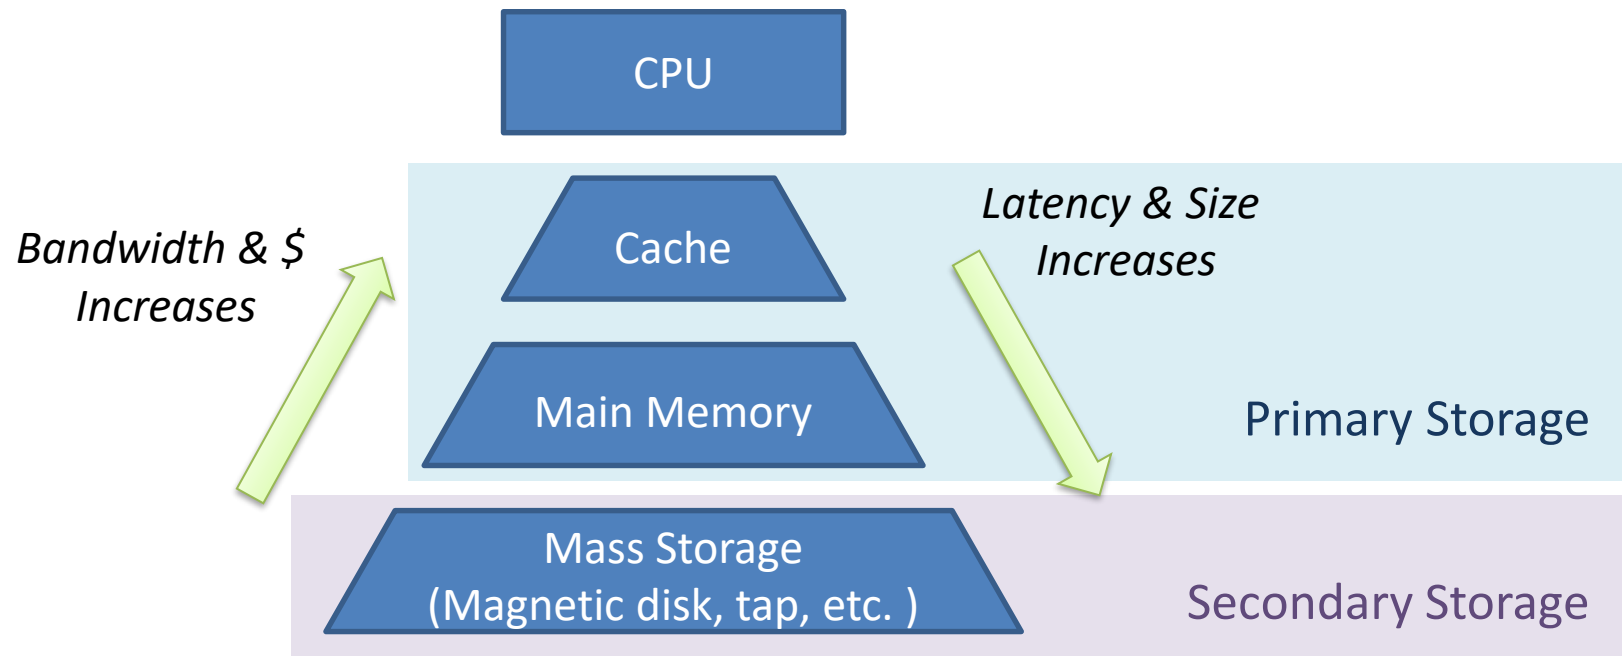 CPU
Bandwidth & $
Increases
Cache
Latency & Size
Increases
Main Memory
Primary Storage
Mass Storage
(Magnetic disk, tap, etc. )
Secondary Storage